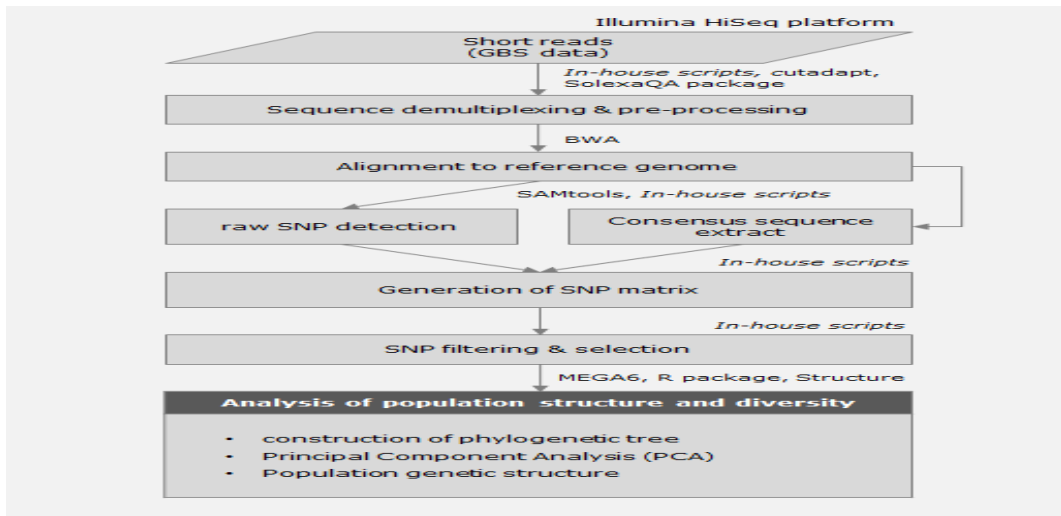 Illumina HiSeq platform
Short reads
(GBS data)
In-house scripts, cutadapt,
SolexaQA package
Sequence demultiplexing & pre-processing
BWA
Alignment to reference genome
SAMtools, In-house scripts
raw SNP detection
Consensus sequence
extract
In-house scripts
Generation of SNP matrix
In-house scripts
SNP filtering & selection
MEGA6, R package, Structure
Analysis of population structure and diversity
• construction of phylogenetic tree
• Principal Component Analysis (PCA)
• Population genetic structure